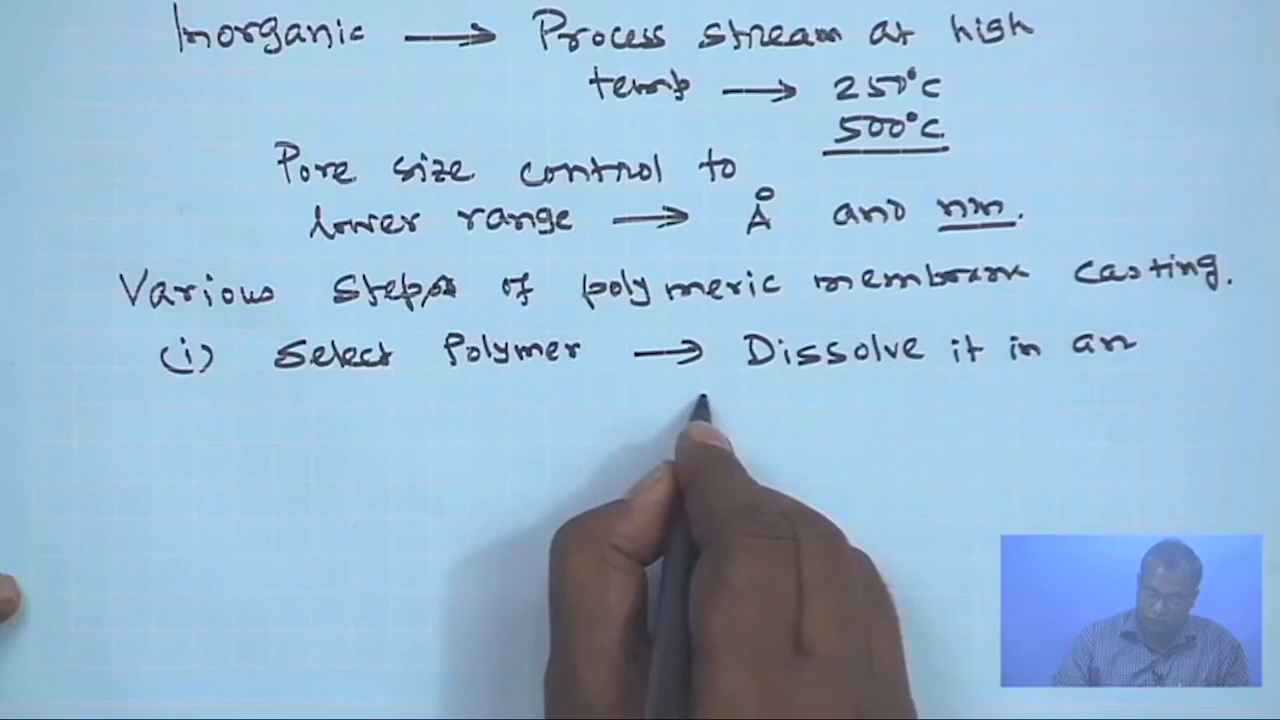 Inorganic → Process stream at high
temp → 250°C
500°C.
Pore size control to
lower range → Å and nm.
Various steps of polymeric membrane casting.
(i) Select Polymer → Dissolve it in an